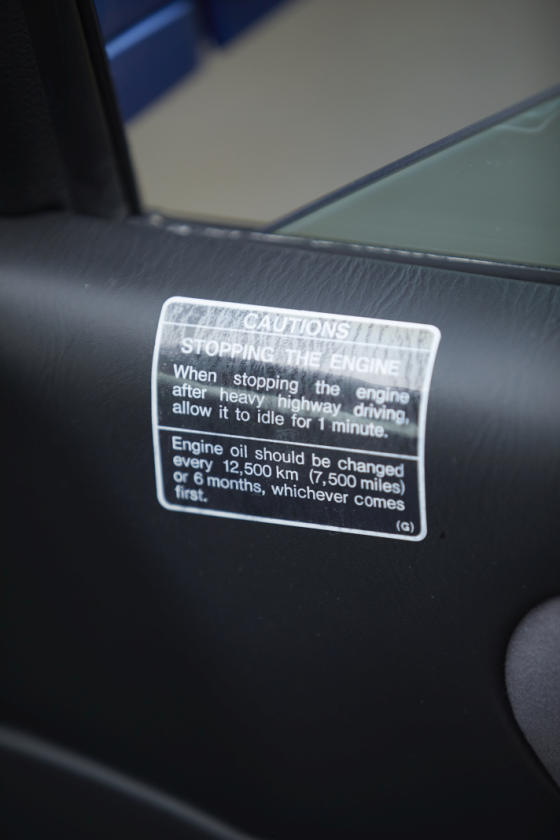 CAUTIONS
STOPPING THE ENGINE
When stopping the engine
after heavy highway driving,
allow it to idle for 1 minute.
Engine oil should be changed
every 12,500 km (7,500 miles)
or 6 months, whichever comes
first.
(G)